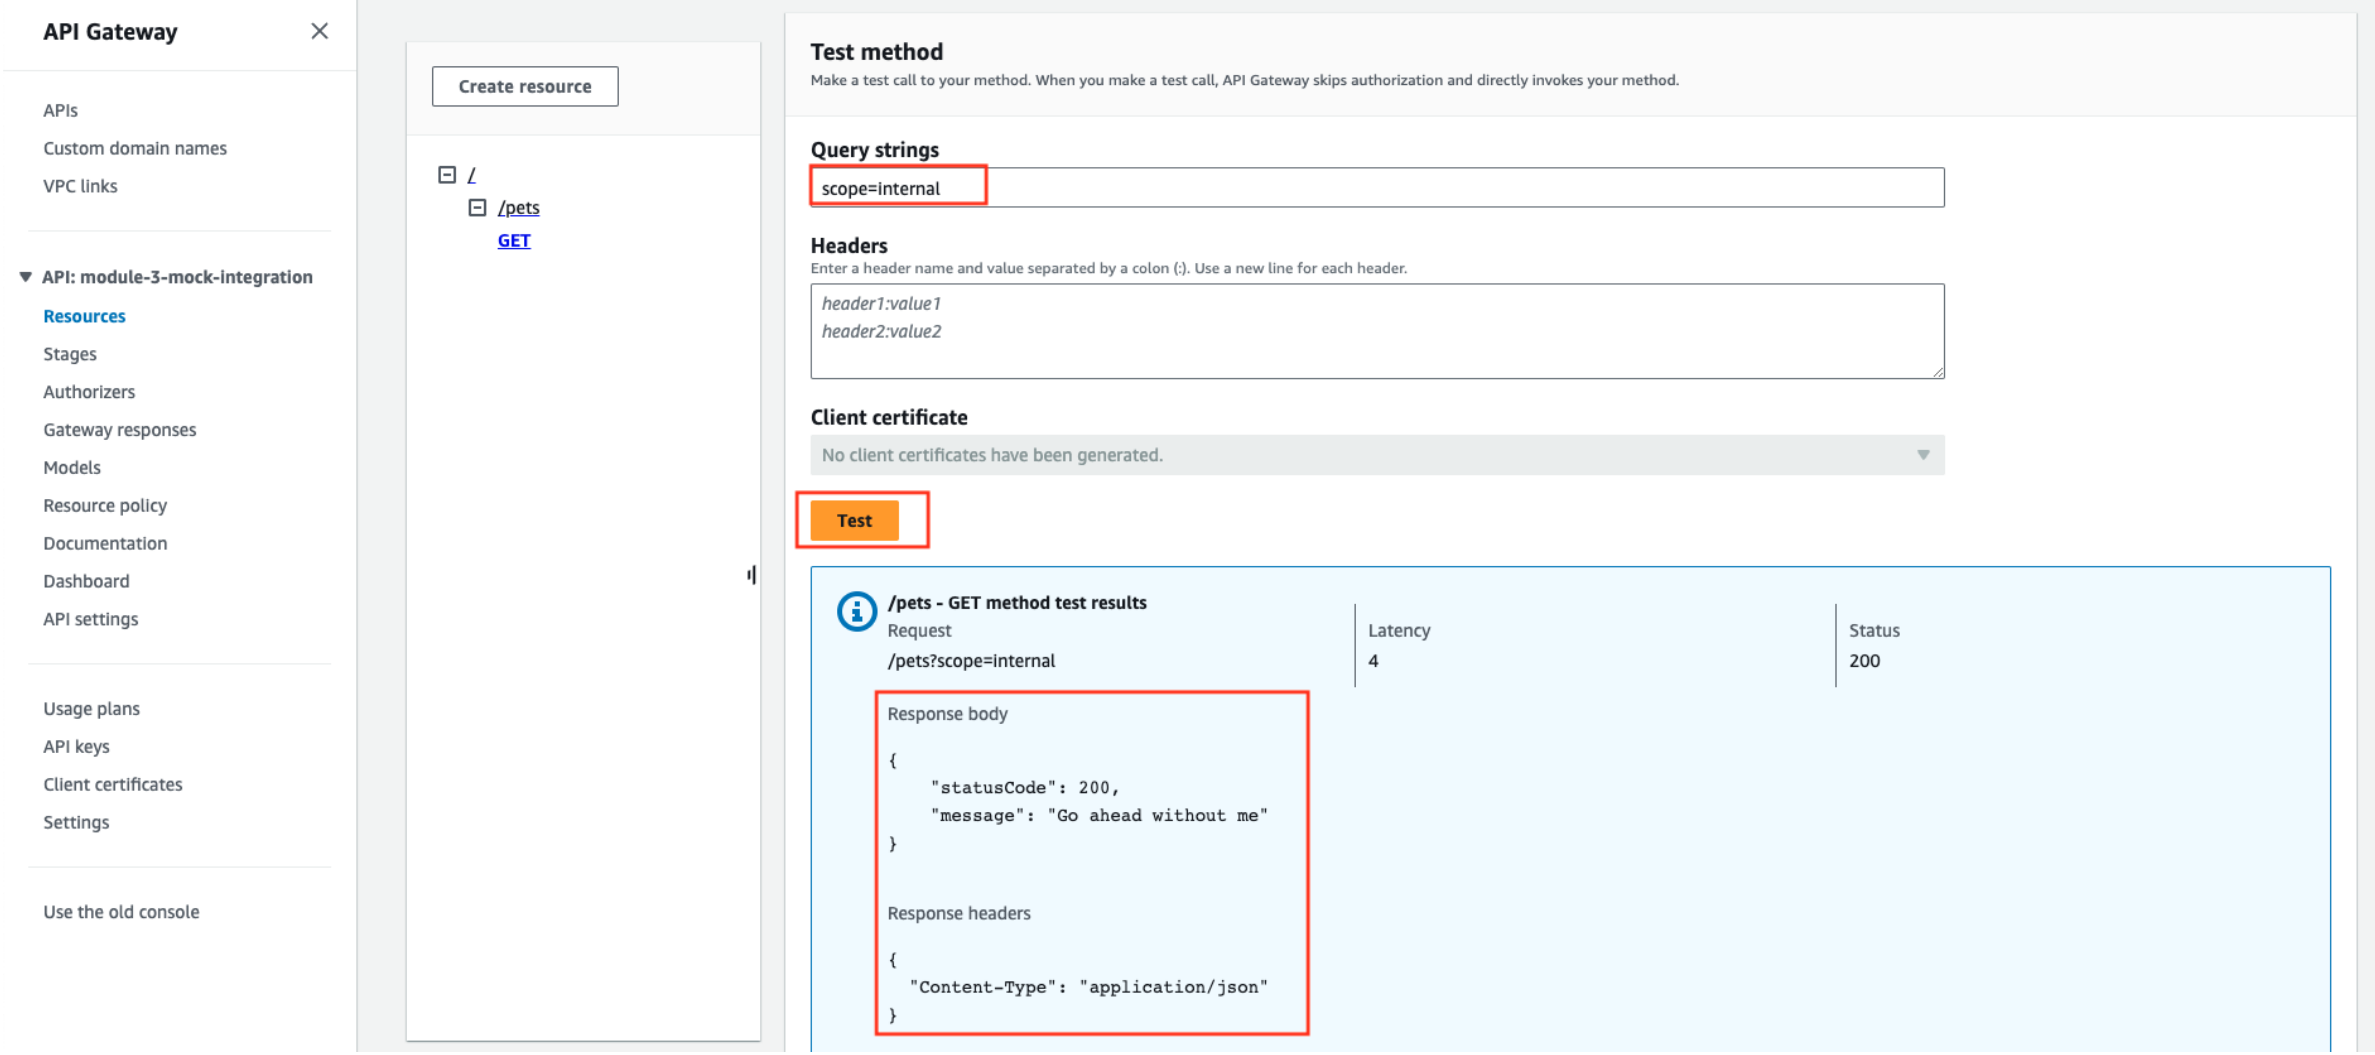 API Gateway
APIs
Custom domain names
VPC links
API: module-3-mock-integration
Resources
Stages
Authorizers
Gateway responses
Models
Resource policy
Documentation
Dashboard
API settings
Usage plans
API keys
Client certificates
Settings
Use the old console
Create resource
/
/pets
GET
Test method
Make a test call to your method. When you make a test call, API Gateway skips authorization and directly invokes your method.
Query strings
scope=internal
Headers
Enter a header name and value separated by a colon (:). Use a new line for each header.
header1:value1
header2:value2
Client certificate
No client certificates have been generated.
Test
/pets - GET method test results
Request
/pets?scope=internal
Latency
4
Status
200
Response body
{
    "statusCode": 200,
    "message": "Go ahead without me"
}
Response headers
{
  "Content-Type": "application/json"
}